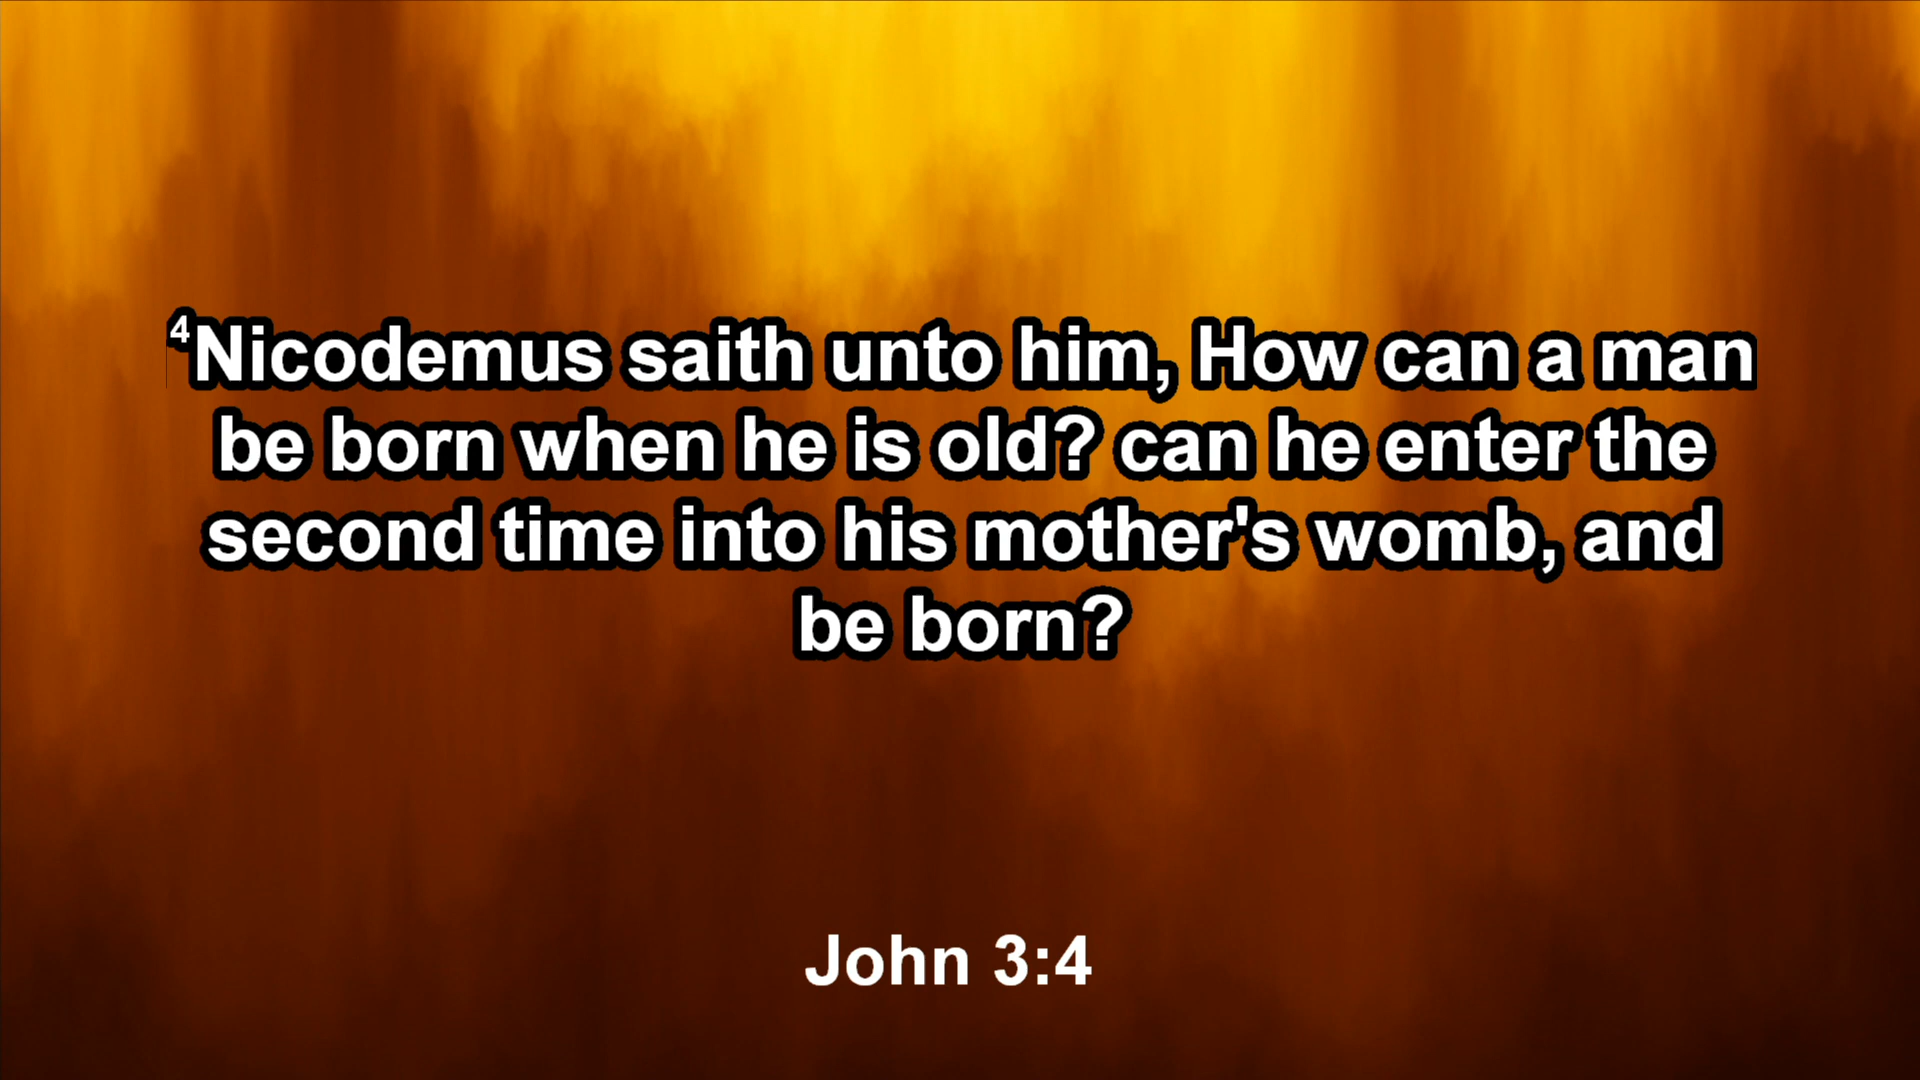 4Nicodemus saith unto him, How can a man
be born when he is old? can he enter the
second time into his mother's womb, and
be born?
John 3:4